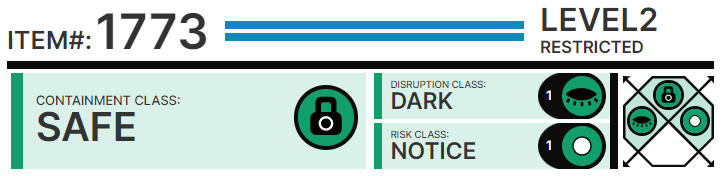 ITEM#: 1773
LEVEL2
RESTRICTED
CONTAINMENT CLASS:
SAFE
DISRUPTION CLASS:
DARK
1
RISK CLASS:
NOTICE
1